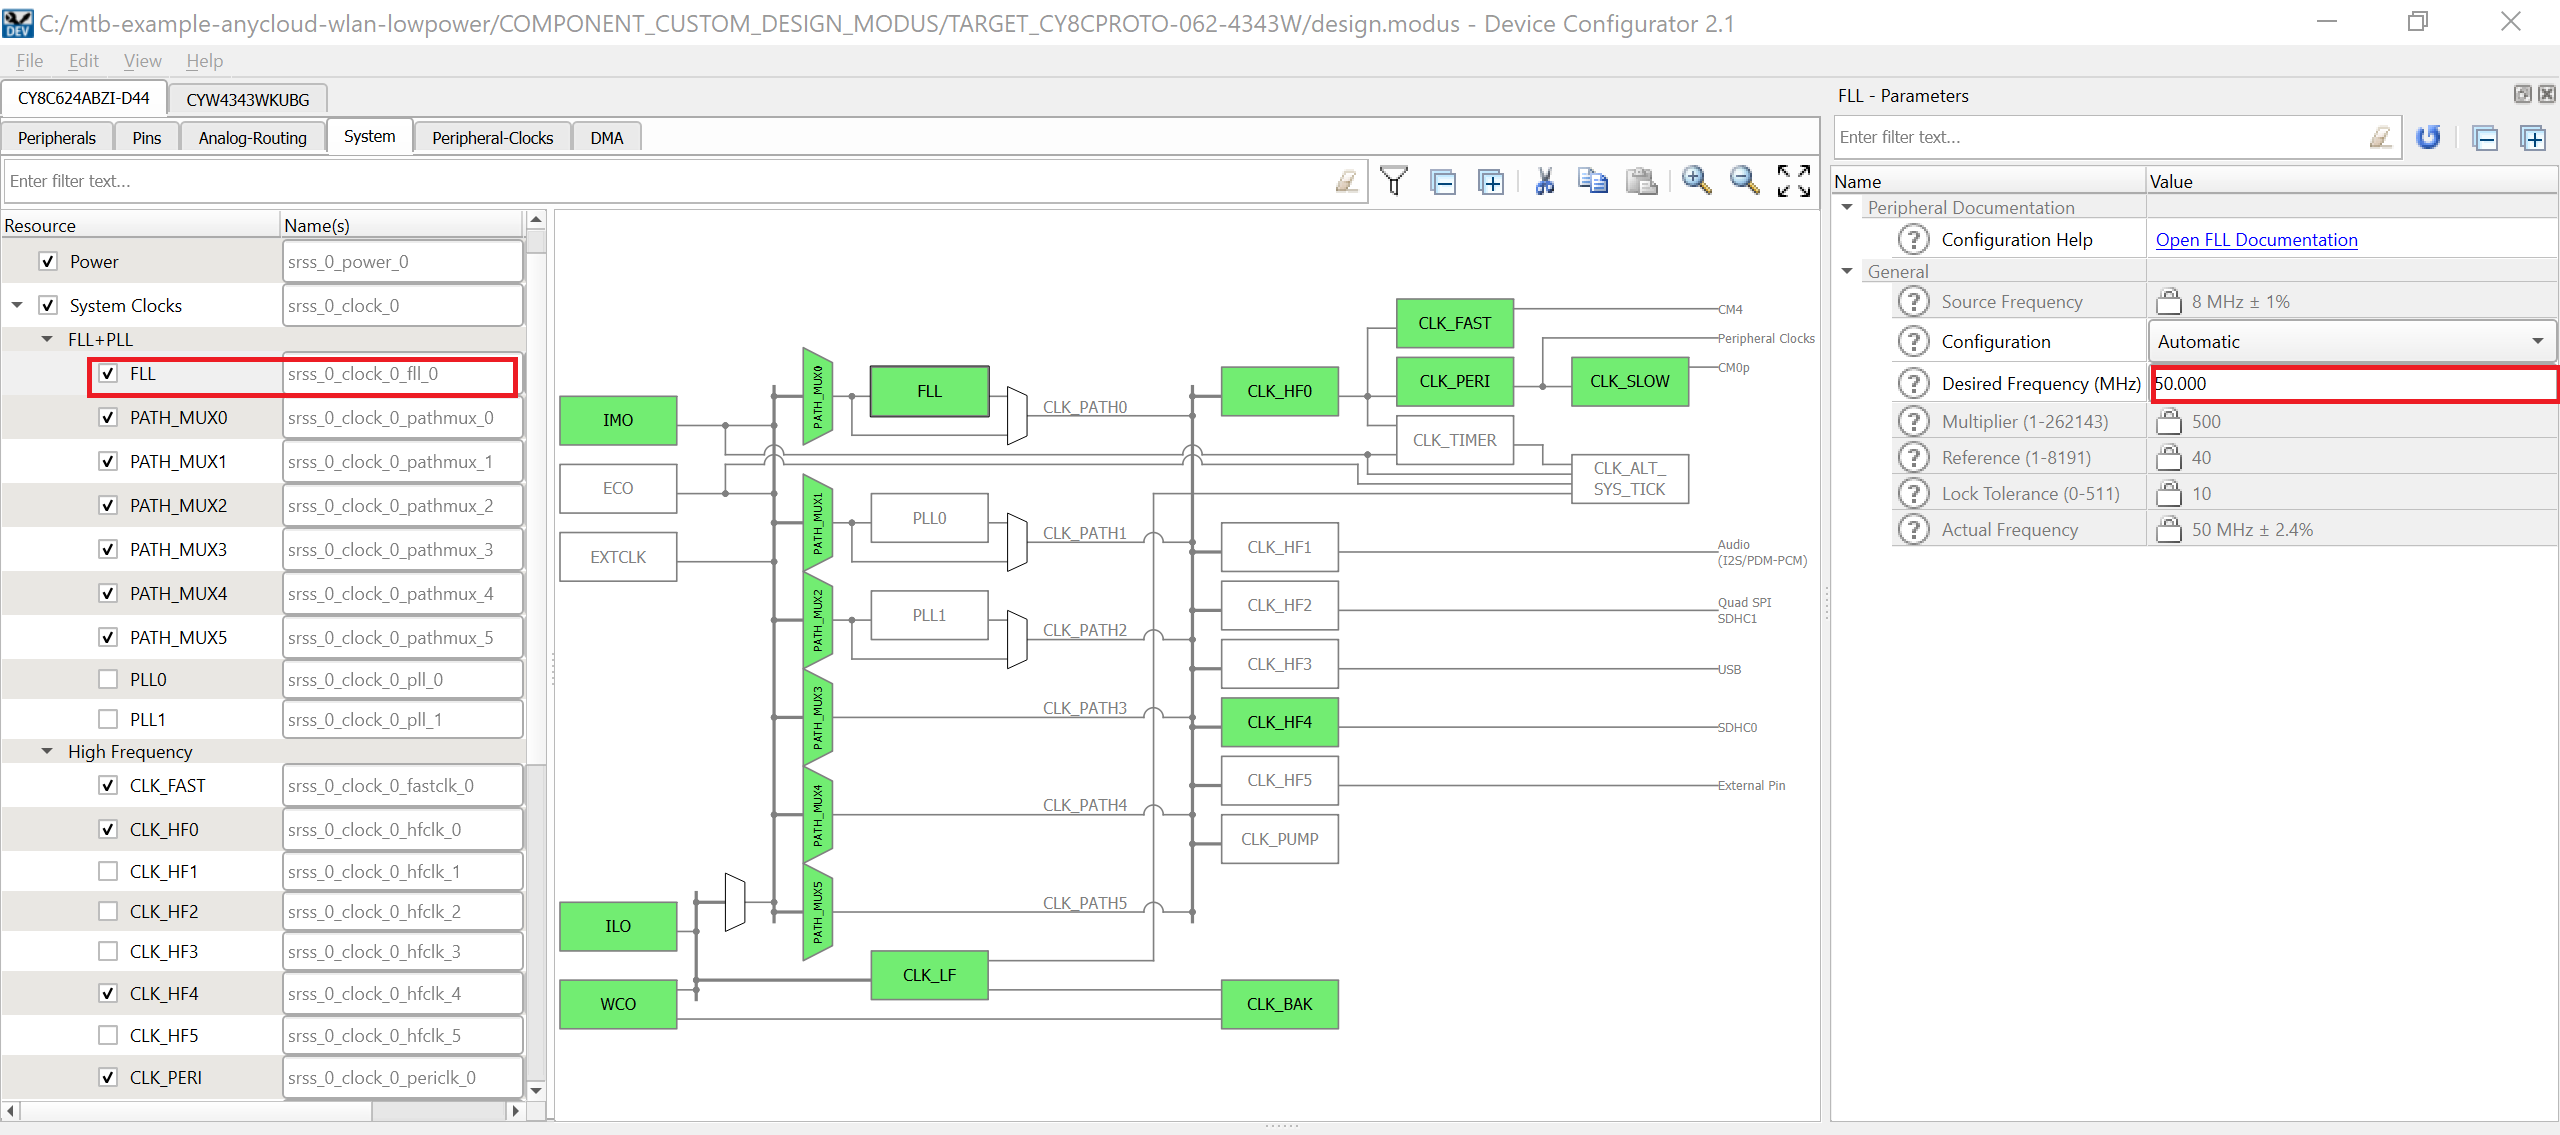 C:/mtb-example-anycloud-wlan-lowpower/COMPONENT_CUSTOM_DESIGN_MODUS/TARGET_CY8CPROTO-062-4343W/design.modus - Device Configurator 2.1
File Edit View Help
CY8C624ABZI-D44 CYW4343WKUBG
Peripherals Pins Analog-Routing System Peripheral-Clocks DMA
Enter filter text...
Resource Name(s)
Power srss_0_power_0
System Clocks srss_0_clock_0
FLL+PLL
FLL srss_0_clock_0_fll_0
PATH_MUX0 srss_0_clock_0_pathmux_0
PATH_MUX1 srss_0_clock_0_pathmux_1
PATH_MUX2 srss_0_clock_0_pathmux_2
PATH_MUX3 srss_0_clock_0_pathmux_3
PATH_MUX4 srss_0_clock_0_pathmux_4
PATH_MUX5 srss_0_clock_0_pathmux_5
PLL0 srss_0_clock_0_pll_0
PLL1 srss_0_clock_0_pll_1
High Frequency
CLK_FAST srss_0_clock_0_fastclk_0
CLK_HF0 srss_0_clock_0_hfclk_0
CLK_HF1 srss_0_clock_0_hfclk_1
CLK_HF2 srss_0_clock_0_hfclk_2
CLK_HF3 srss_0_clock_0_hfclk_3
CLK_HF4 srss_0_clock_0_hfclk_4
CLK_HF5 srss_0_clock_0_hfclk_5
CLK_PERI srss_0_clock_0_periclk_0
IMO
ECO
EXTCLK
ILO
WCO
PATH_MUX0
PATH_MUX1
PATH_MUX2
PATH_MUX3
PATH_MUX4
PATH_MUX5
FLL
PLL0
PLL1
CLK_LF
CLK_PATH0
CLK_PATH1
CLK_PATH2
CLK_PATH3
CLK_PATH4
CLK_PATH5
CLK_HF0
CLK_HF1
CLK_HF2
CLK_HF3
CLK_HF4
CLK_HF5
CLK_PUMP
CLK_BAK
CLK_FAST
CLK_PERI
CLK_TIMER
CLK_SLOW
CLK_ALT_
SYS_TICK
CM4
Peripheral Clocks
CM0p
Audio
(I2S/PDM-PCM)
Quad SPI
SDHC1
USB
SDHC0
External Pin
FLL - Parameters
Enter filter text...
Name Value
Peripheral Documentation
Configuration Help Open FLL Documentation
General
Source Frequency 8 MHz ± 1%
Configuration Automatic
Desired Frequency (MHz) 50.000
Multiplier (1-262143) 500
Reference (1-8191) 40
Lock Tolerance (0-511) 10
Actual Frequency 50 MHz ± 2.4%